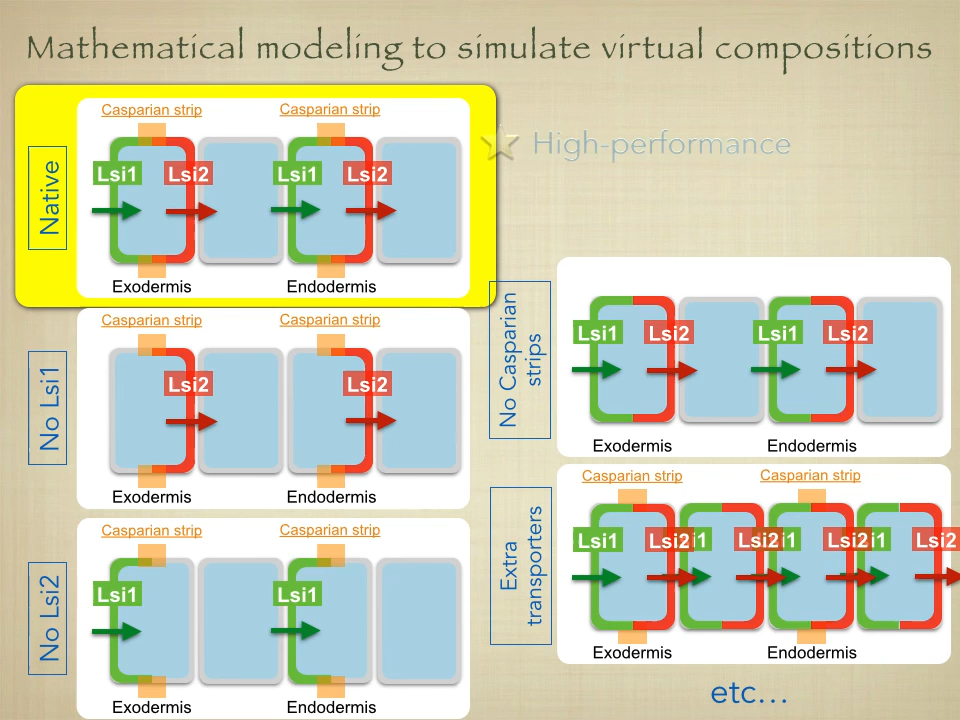 Mathematical modeling to simulate virtual compositions
Native
Casparian strip Casparian strip
Lsi1 Lsi2 Lsi1 Lsi2
Exodermis Endodermis
High-performance
No Lsi1
Casparian strip Casparian strip
Lsi2 Lsi2
Exodermis Endodermis
No Lsi2
Casparian strip Casparian strip
Lsi1 Lsi1
Exodermis Endodermis
No Casparian
strips
Lsi1 Lsi2 Lsi1 Lsi2
Exodermis Endodermis
Extra
transporters
Casparian strip Casparian strip
Lsi1 Lsi2 i1 Lsi2 i1 Lsi2 i1 Lsi2
Exodermis Endodermis
etc…